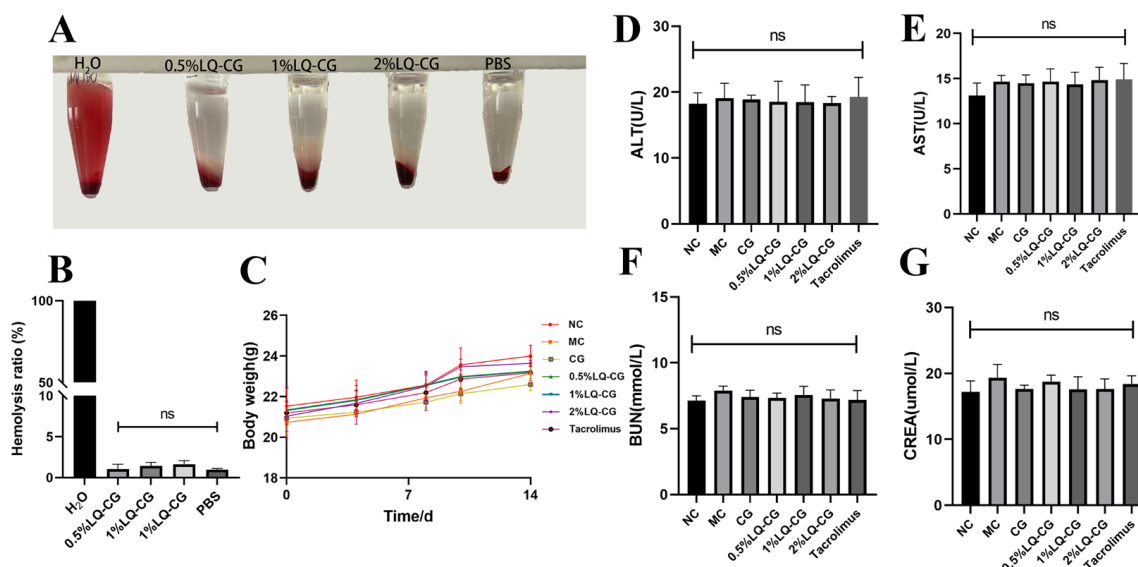 A
H₂O
0.5%LQ-CG
1%LQ-CG
2%LQ-CG
PBS
B
Hemolysis ratio (%)
100
50
10
5
0
ns
H₂O
0.5%LQ-CG
1%LQ-CG
1%LQ-CG
PBS
C
Body weight(g)
26
24
22
20
18
0
7
14
Time/d
NC
MC
CG
0.5%LQ-CG
1%LQ-CG
2%LQ-CG
Tacrolimus
D
ns
ALT(U/L)
30
20
10
0
NC
MC
CG
0.5%LQ-CG
1%LQ-CG
2%LQ-CG
Tacrolimus
E
ns
AST(U/L)
20
15
10
5
0
NC
MC
CG
0.5%LQ-CG
1%LQ-CG
2%LQ-CG
Tacrolimus
F
ns
BUN(mmol/L)
15
10
5
0
NC
MC
CG
0.5%LQ-CG
1%LQ-CG
2%LQ-CG
Tacrolimus
G
ns
CREA(umol/L)
30
20
10
0
NC
MC
CG
0.5%LQ-CG
1%LQ-CG
2%LQ-CG
Tacrolimus